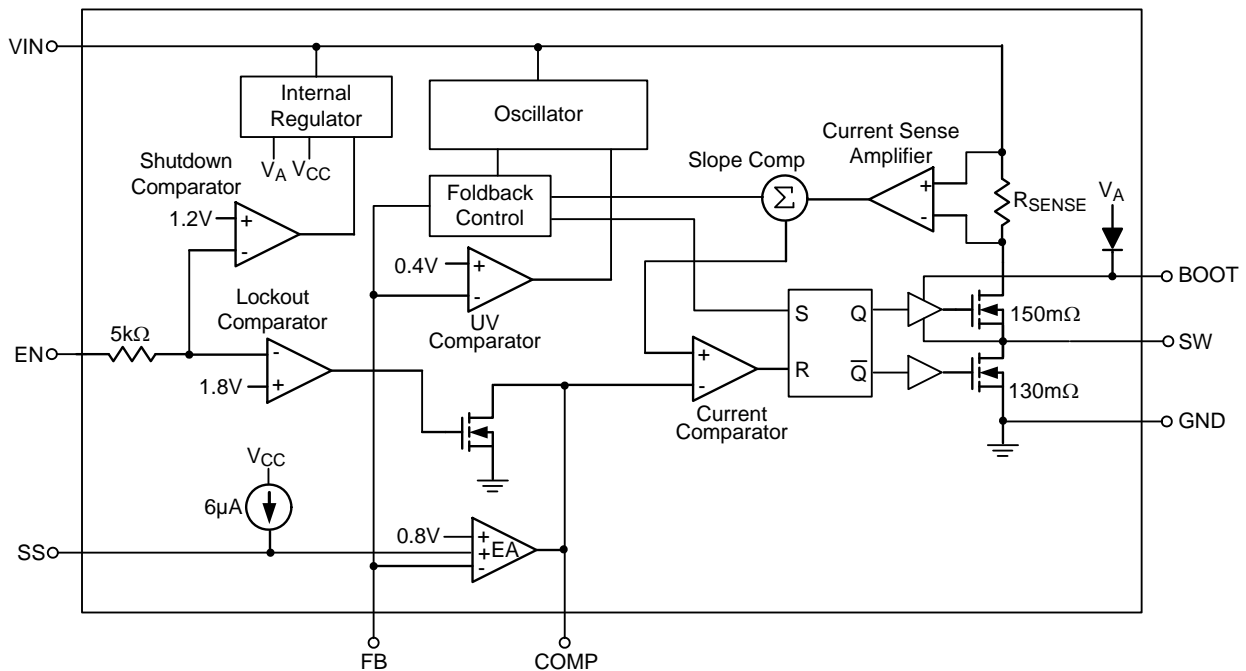 VIN
Internal
Regulator
Oscillator
Shutdown
Comparator
VA VCC
Foldback
Control
Slope Comp
Current Sense
Amplifier
+
-
RSENSE
VA
Σ
1.2V
+
-
0.4V
+
-
UV
Comparator
BOOT
Lockout
Comparator
S
Q
150mΩ
5kΩ
EN
-
+
1.8V
SW
+
-
R
Q̅
130mΩ
Current
Comparator
GND
VCC
6µA
0.8V
+
+
-
EA
SS
FB
COMP